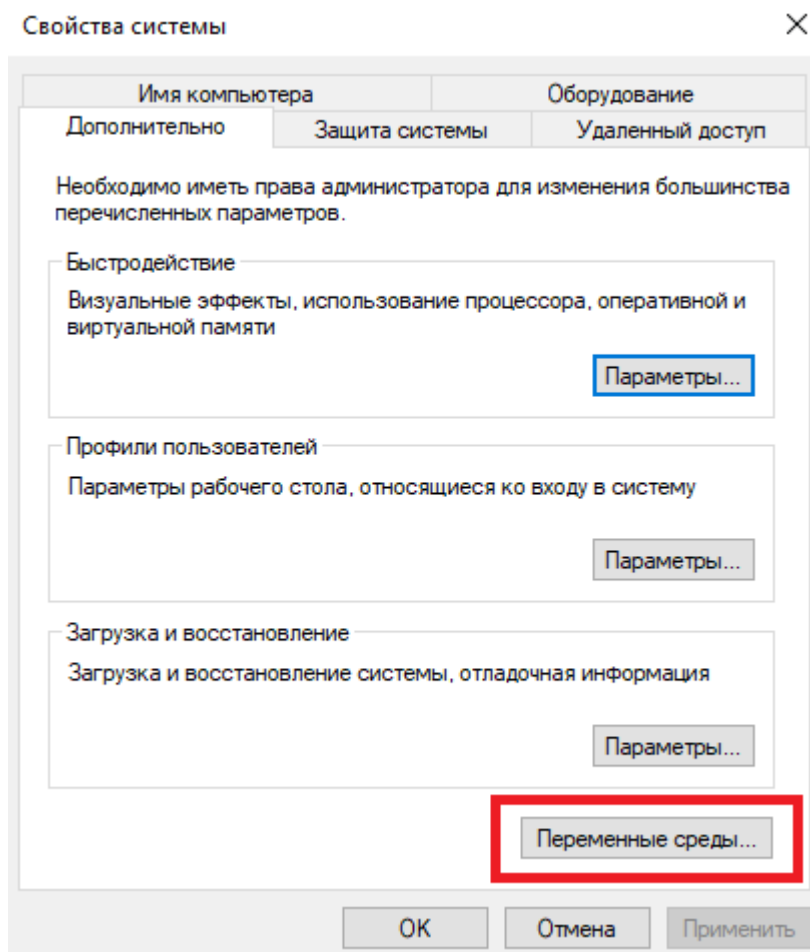 Свойства системы
Имя компьютера
Оборудование
Дополнительно
Защита системы
Удаленный доступ
Необходимо иметь права администратора для изменения большинства
перечисленных параметров.
Быстродействие
Визуальные эффекты, использование процессора, оперативной и
виртуальной памяти
Параметры...
Профили пользователей
Параметры рабочего стола, относящиеся ко входу в систему
Параметры...
Загрузка и восстановление
Загрузка и восстановление системы, отладочная информация
Параметры...
Переменные среды...
ОК
Отмена
Применить